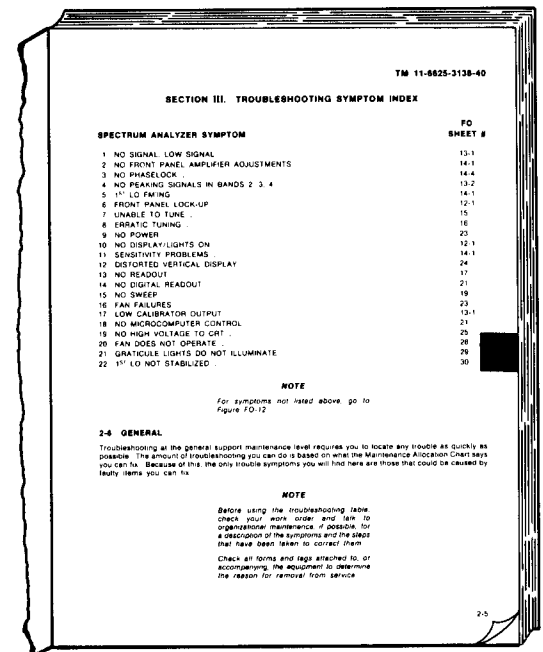 TM 11-6625-3138-40
SECTION III. TROUBLESHOOTING SYMPTOM INDEX
FO
SPECTRUM ANALYZER SYMPTOM SHEET #
1 NO SIGNAL, LOW SIGNAL 13-1
2 NO FRONT PANEL AMPLIFIER ADJUSTMENTS 14-1
3 NO PHASELOCK . 14-4
4 NO PEAKING SIGNALS IN BANDS 2, 3, 4 13-2
5 1ST LO FM'ING 14-1
6 FRONT PANEL LOCK-UP 12-1
7 UNABLE TO TUNE . 15
8 ERRATIC TUNING . 16
9 NO POWER 23
10 NO DISPLAY/LIGHTS ON 12-1
11 SENSITIVITY PROBLEMS . 14-1
12 DISTORTED VERTICAL DISPLAY 24
13 NO READOUT 17
14 NO DIGITAL READOUT 21
15 NO SWEEP 19
16 FAN FAILURES 23
17 LOW CALIBRATOR OUTPUT 13-1
18 NO MICROCOMPUTER CONTROL 21
19 NO HIGH VOLTAGE TO CRT . 25
20 FAN DOES NOT OPERATE . 28
21 GRATICULE LIGHTS DO NOT ILLUMINATE 29
22 1ST LO NOT STABILIZED . 30
NOTE
For symptoms not listed above, go to
Figure FO-12
2-6 GENERAL
Troubleshooting at the general support maintenance level requires you to locate any trouble as quickly as
possible. The amount of troubleshooting you can do is based on what the Maintenance Allocation Chart says
you can fix. Because of this, the only trouble symptoms you will find here are those that could be caused by
faulty items you can fix
NOTE
Before using the troubleshooting table,
check your work order and talk to
organizational maintenance, if possible, for
a description of the symptoms and the steps
that have been taken to correct them
Check all forms and tags attached to, or
accompanying, the equipment to determine
the reason for removal from service
2-5